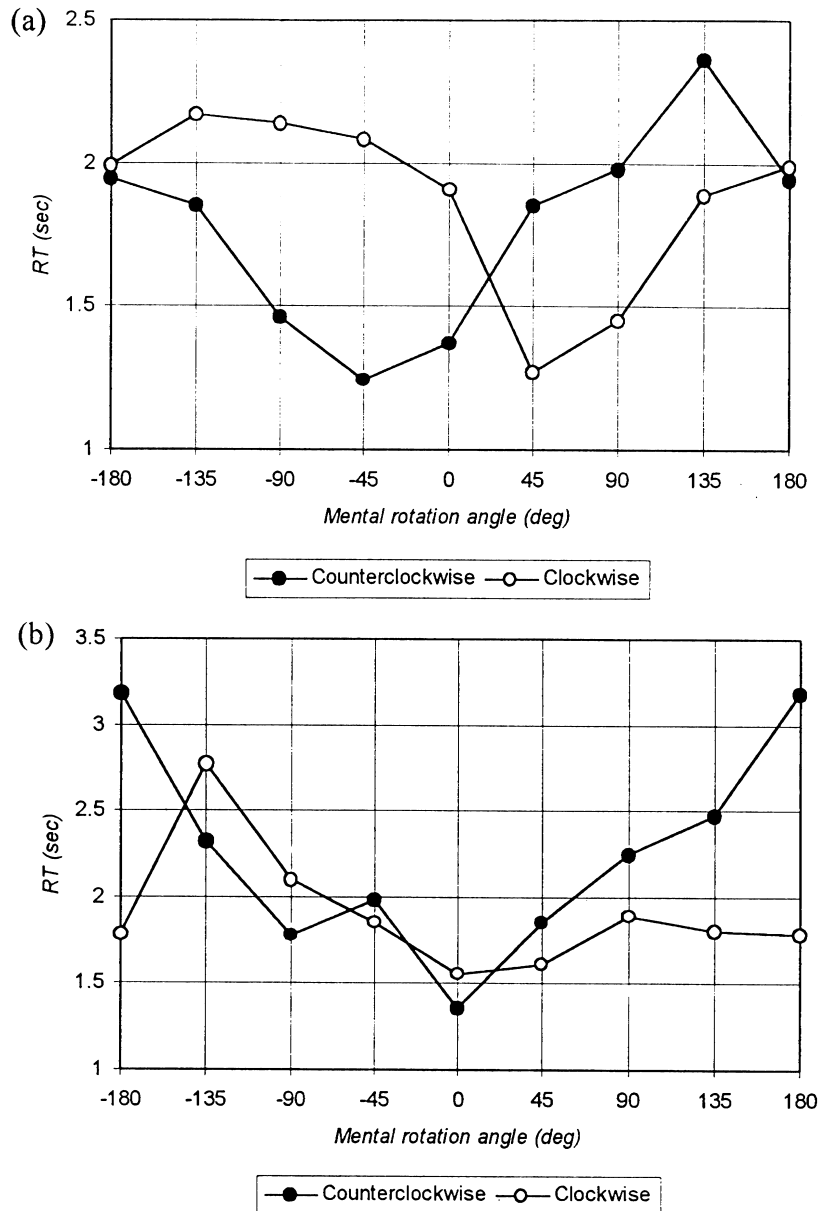 (a)
2.5
2
1.5
1
RT (sec)
-180 -135 -90 -45 0 45 90 135 180
Mental rotation angle (deg)
Counterclockwise Clockwise
(b)
3.5
3
2.5
2
1.5
1
RT (sec)
-180 -135 -90 -45 0 45 90 135 180
Mental rotation angle (deg)
Counterclockwise Clockwise